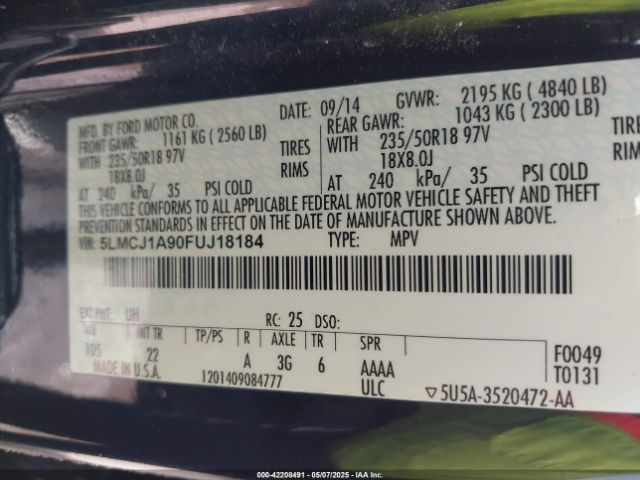 MFD. BY FORD MOTOR CO. DATE: 09/14 GVWR: 2195 KG ( 4840 LB)
FRONT GAWR: 1161 KG ( 2560 LB) REAR GAWR: 1043 KG ( 2300 LB)
WITH 235/50R18 97V TIRES WITH 235/50R18 97V
18X8.0J RIMS 18X8.0J
AT 240 kPa/ 35 PSI COLD AT 240 kPa/ 35 PSI COLD
THIS VEHICLE CONFORMS TO ALL APPLICABLE FEDERAL MOTOR VEHICLE SAFETY AND THEFT
PREVENTION STANDARDS IN EFFECT ON THE DATE OF MANUFACTURE SHOWN ABOVE.
VIN: 5LMCJ1A90FUJ18184 TYPE: MPV
EXT PNT: UH RC: 25 DSO:
WB INT TR TP/PS R AXLE TR SPR
105 22 A 3G 6 AAAA F0049
MADE IN U.S.A. 1201409084777 ULC T0131
▽5U5A-3520472-AA
000-42208491 - 05/07/2025 - IAA Inc.